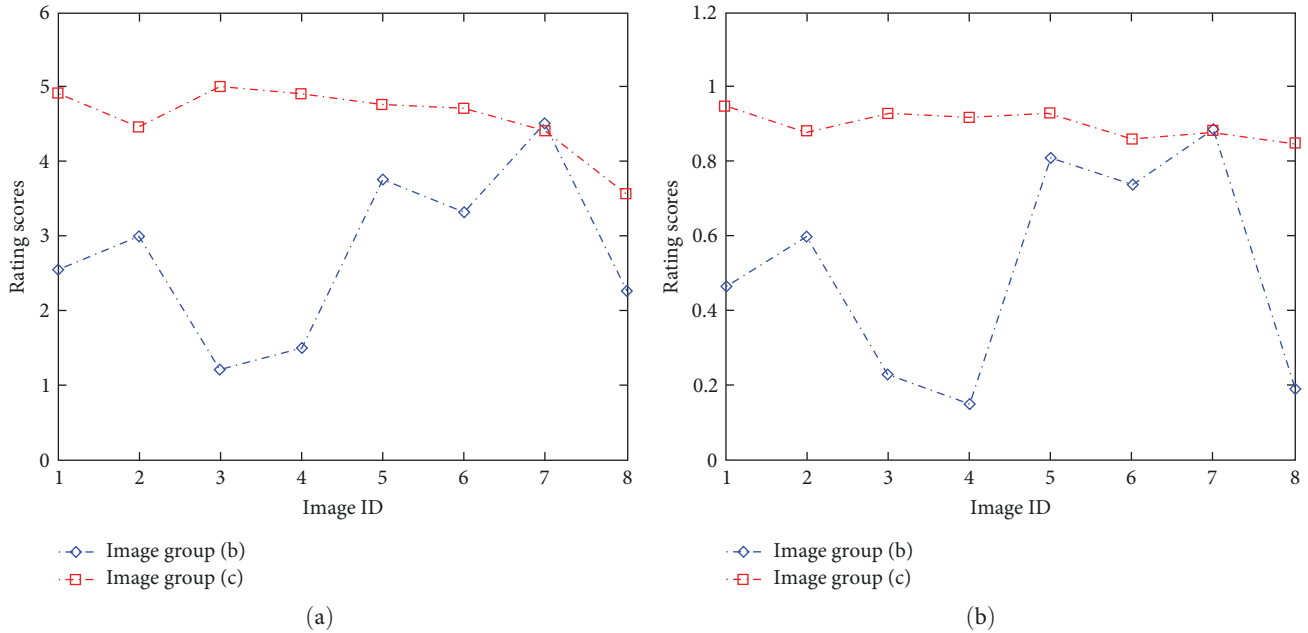 6
5
4
3
2
1
0
Rating scores
1 2 3 4 5 6 7 8
Image ID
Image group (b)
Image group (c)
(a)
1.2
1
0.8
0.6
0.4
0.2
0
Rating scores
1 2 3 4 5 6 7 8
Image ID
Image group (b)
Image group (c)
(b)